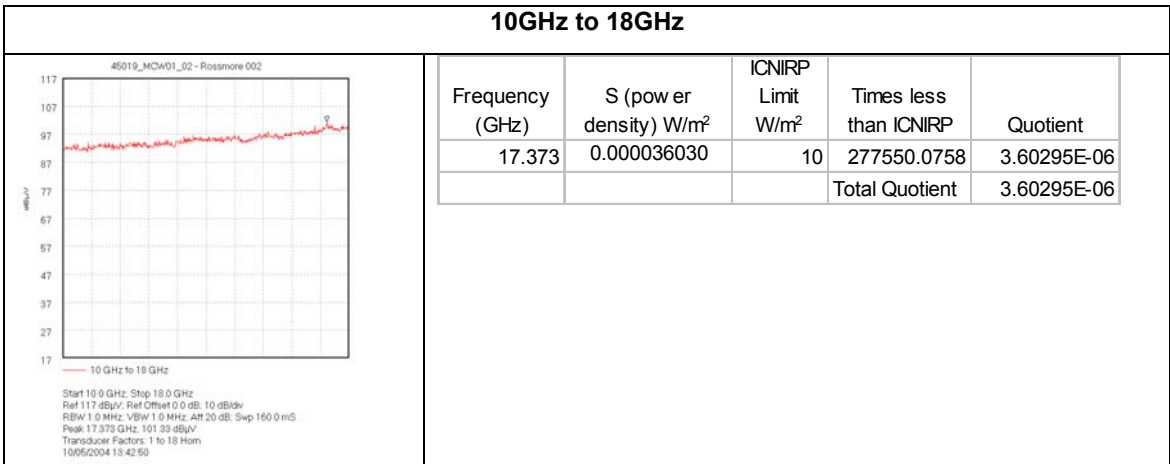 10GHz to 18GHz
45019_MCW01_02 - Rossmore 002
117
107
97
87
77
67
57
47
37
27
17
dBµV
10 GHz to 18 GHz
Start 10.0 GHz; Stop 18.0 GHz
Ref 117 dBµV; Ref Offset 0.0 dB; 10 dB/div
RBW 1.0 MHz; VBW 1.0 MHz; Att 20 dB; Swp 160.0 mS
Peak 17.373 GHz, 101.33 dBµV
Transducer Factors: 1 to 18 Horn
10/05/2004 13:42:50
Frequency (GHz) S (pow er density) W/m² ICNIRP Limit W/m² Times less than ICNIRP Quotient
17.373 0.000036030 10 277550.0758 3.60295E-06
Total Quotient 3.60295E-06